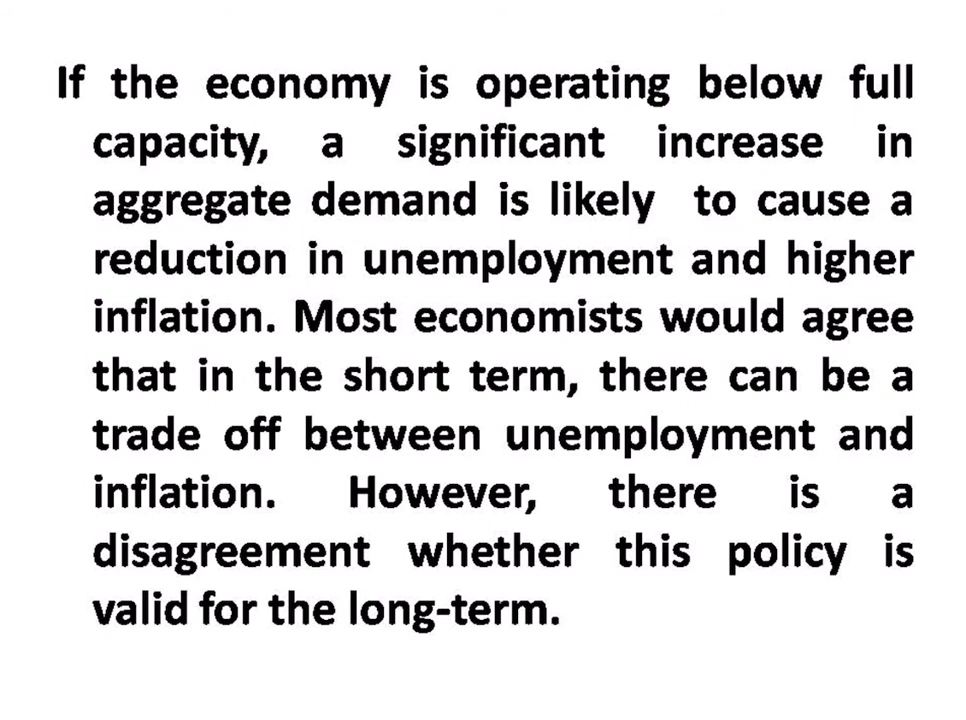 If the economy is operating below full
capacity, a significant increase in
aggregate demand is likely to cause a
reduction in unemployment and higher
inflation. Most economists would agree
that in the short term, there can be a
trade off between unemployment and
inflation. However, there is a
disagreement whether this policy is
valid for the long-term.